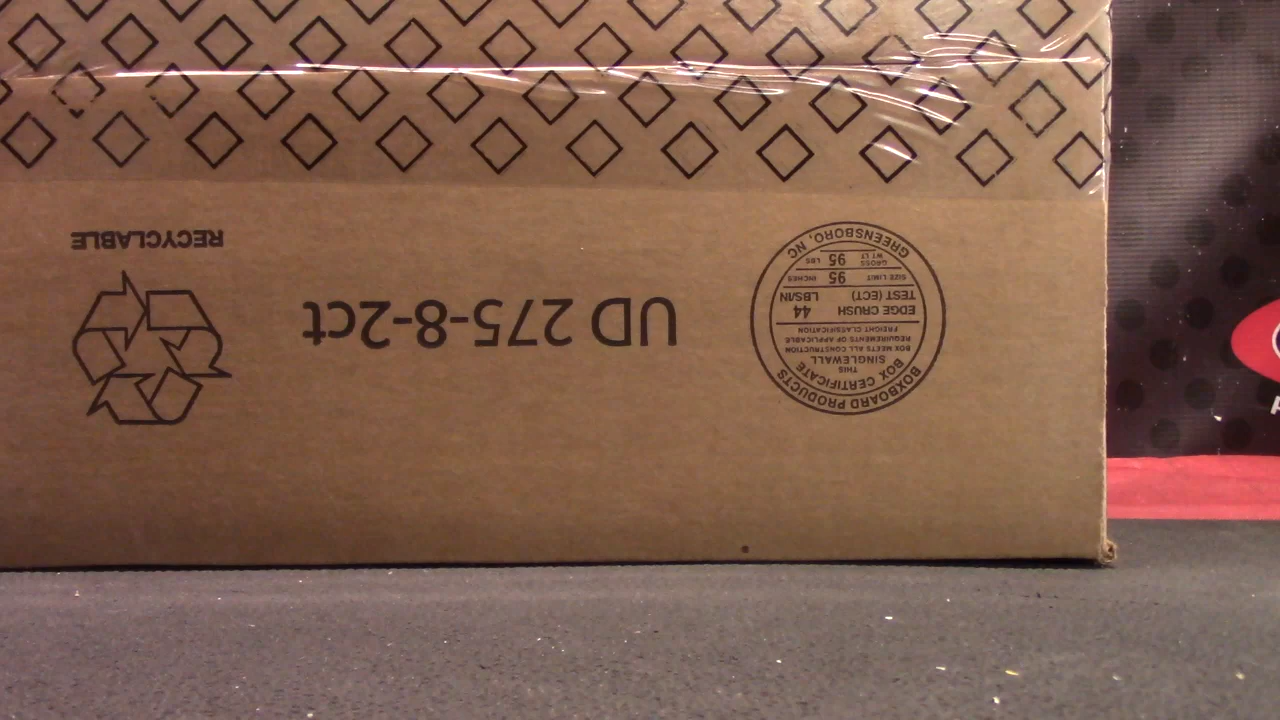 BOXBOARD PRODUCTS
BOX CERTIFICATE
THIS
SINGLEWALL
BOX MEETS ALL CONSTRUCTION
REQUIREMENTS OF APPLICABLE
FREIGHT CLASSIFICATION
EDGE CRUSH
TEST (ECT) 44 LBS/IN
SIZE LIMIT 95 INCHES
GROSS
WT LT 95 LBS
GREENSBORO, NC
UD 275-8-2ct
RECYCLABLE